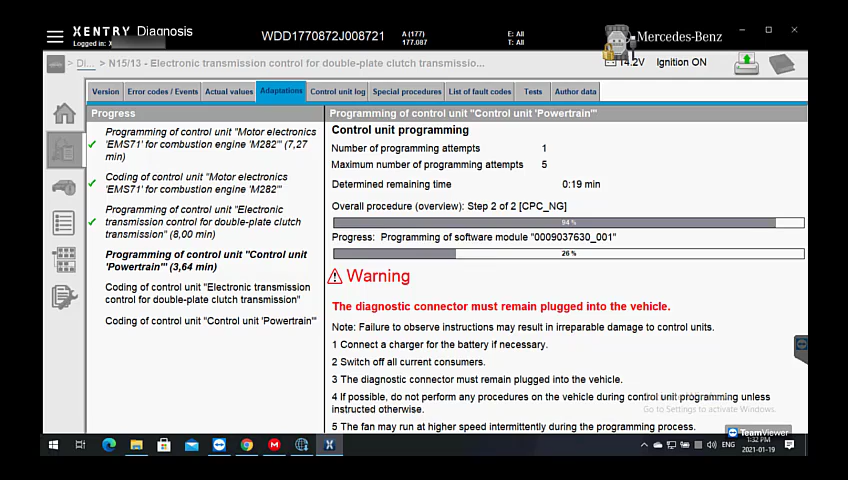 XENTRY Diagnosis
Logged in: X
WDD1770872J008721
A (177)
177.087
E: All
T: All
Mercedes-Benz
> Di... > N15/13 - Electronic transmission control for double-plate clutch transmissio...
14.2V
Ignition ON
Version
Error codes / Events
Actual values
Adaptations
Control unit log
Special procedures
List of fault codes
Tests
Author data
Progress
Programming of control unit "Motor electronics
'EMS71' for combustion engine 'M282'" (7,27
min)
Coding of control unit "Motor electronics
'EMS71' for combustion engine 'M282'"
Programming of control unit "Electronic
transmission control for double-plate clutch
transmission" (8,00 min)
Programming of control unit "Control unit
'Powertrain'" (3,64 min)
Coding of control unit "Electronic transmission
control for double-plate clutch transmission"
Coding of control unit "Control unit 'Powertrain'"
Programming of control unit "Control unit 'Powertrain'"
Control unit programming
Number of programming attempts 1
Maximum number of programming attempts 5
Determined remaining time 0:19 min
Overall procedure (overview): Step 2 of 2 [CPC_NG]
94 %
Progress: Programming of software module "0009037630_001"
26 %
Warning
The diagnostic connector must remain plugged into the vehicle.
Note: Failure to observe instructions may result in irreparable damage to control units.
1 Connect a charger for the battery if necessary.
2 Switch off all current consumers.
3 The diagnostic connector must remain plugged into the vehicle.
4 If possible, do not perform any procedures on the vehicle during control unit programming unless
instructed otherwise.
Go to Settings to activate Windows.
5 The fan may run at higher speed intermittently during the programming process.
TeamViewer
ENG
1:32 PM
2021-01-19